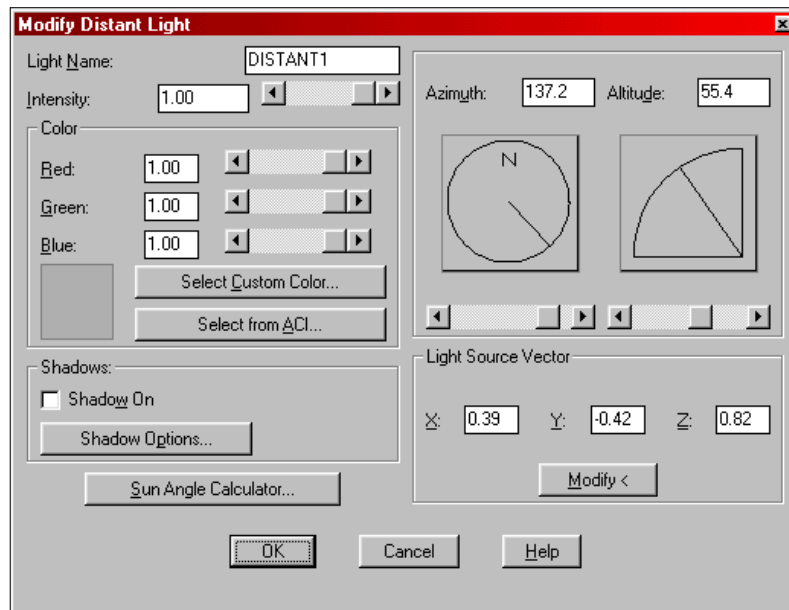 Modify Distant Light
Light Name: DISTANT1
Intensity: 1.00
Color
Red: 1.00
Green: 1.00
Blue: 1.00
Select Custom Color...
Select from ACI...
Shadows:
Shadow On
Shadow Options...
Sun Angle Calculator...
Azimuth: 137.2 Altitude: 55.4
N
Light Source Vector
X: 0.39 Y: -0.42 Z: 0.82
Modify <
OK Cancel Help